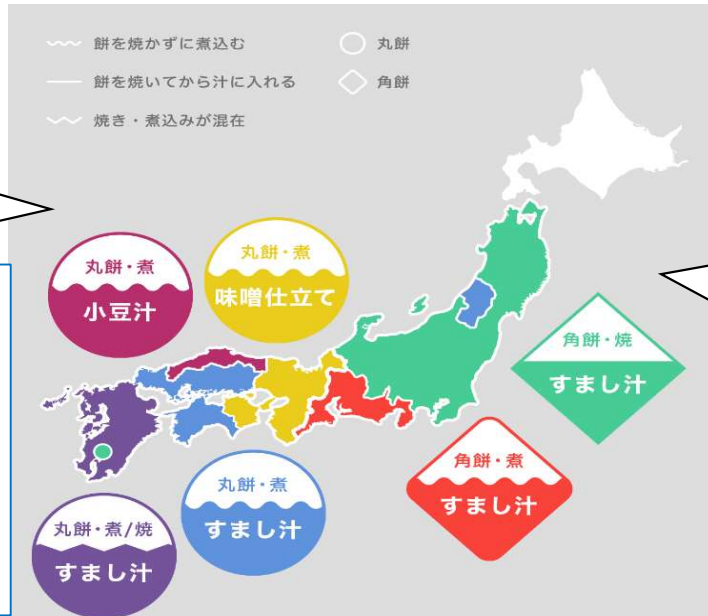 餅を焼かずに煮込む
丸餅
餅を焼いてから汁に入れる
角餅
焼き・煮込みが混在
丸餅・煮
小豆汁
丸餅・煮
味噌仕立て
角餅・焼
すまし汁
角餅・煮
すまし汁
丸餅・煮
すまし汁
丸餅・煮/焼
すまし汁